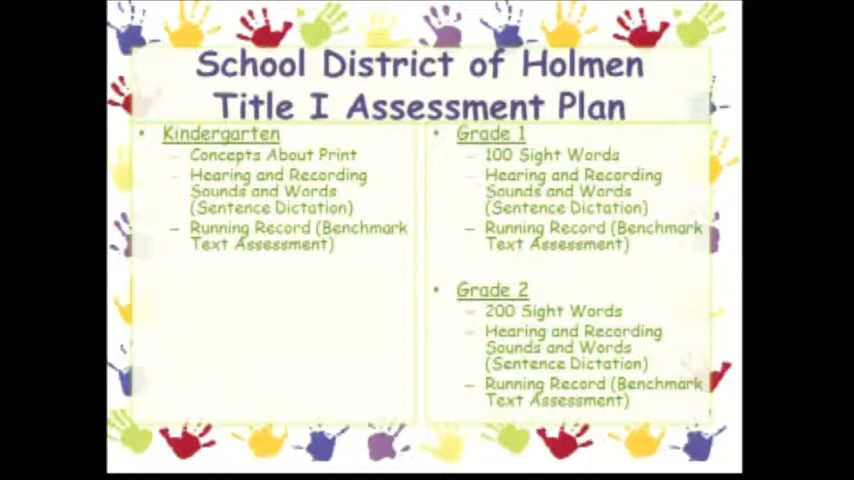 School District of Holmen
Title I Assessment Plan
• Kindergarten
– Concepts About Print
– Hearing and Recording
Sounds and Words
(Sentence Dictation)
– Running Record (Benchmark
Text Assessment)
• Grade 1
– 100 Sight Words
– Hearing and Recording
Sounds and Words
(Sentence Dictation)
– Running Record (Benchmark
Text Assessment)
• Grade 2
– 200 Sight Words
– Hearing and Recording
Sounds and Words
(Sentence Dictation)
– Running Record (Benchmark
Text Assessment)